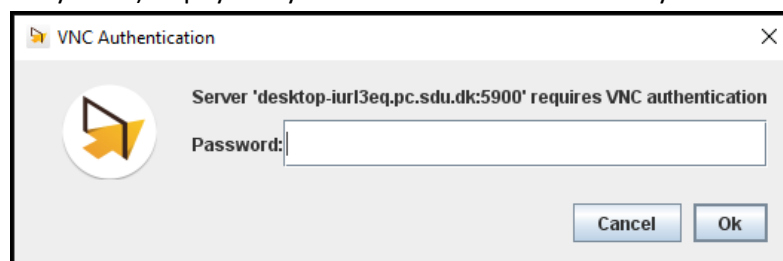 VNC Authentication
Server 'desktop-iurl3eq.pc.sdu.dk:5900' requires VNC authentication
Password:
Cancel Ok